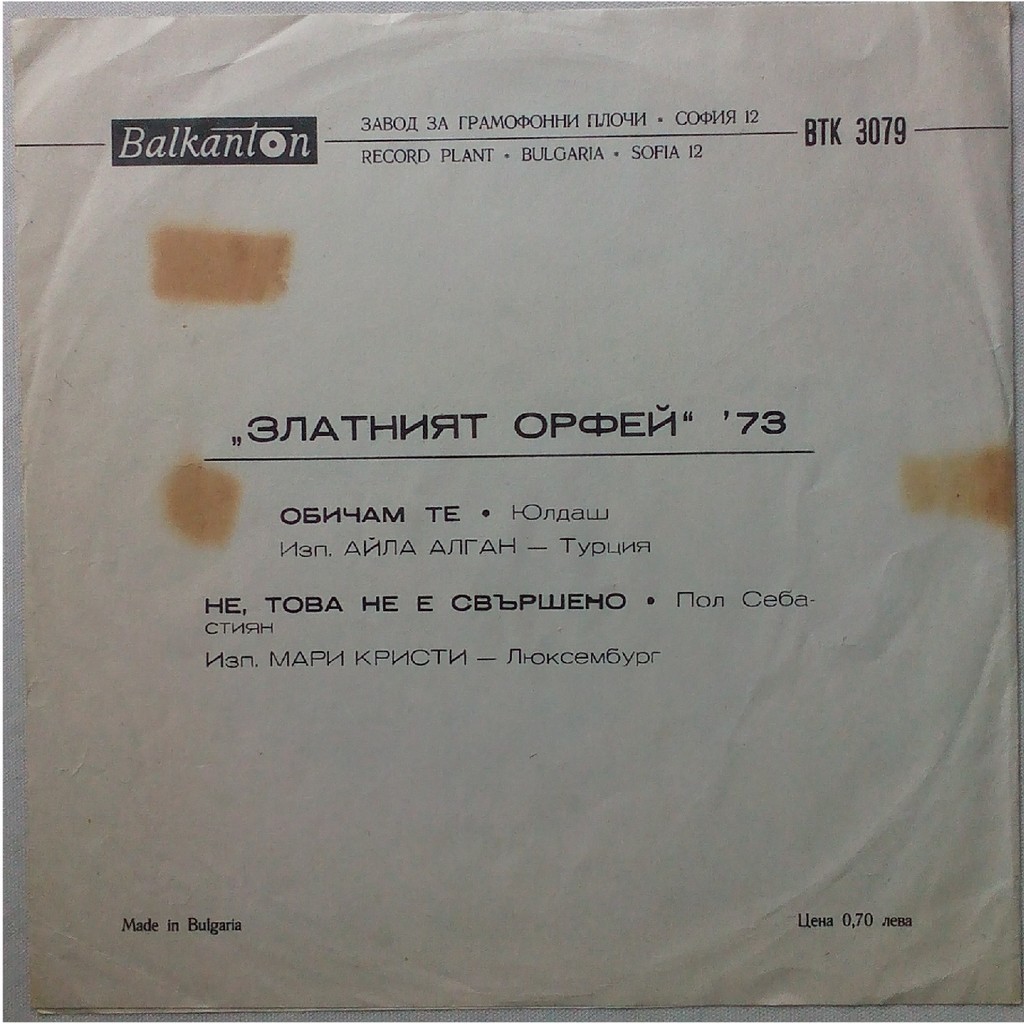 Balkanton
ЗАВОД ЗА ГРАМОФОННИ ПЛОЧИ • СОФИЯ 12
RECORD PLANT • BULGARIA • SOFIA 12
ВТК 3079
„ЗЛАТНИЯТ ОРФЕЙ“ '73
ОБИЧАМ ТЕ • Юлдаш
Изп. АЙЛА АЛГАН — Турция
НЕ, ТОВА НЕ Е СВЪРШЕНО • Пол Себа-
стиян
Изп. МАРИ КРИСТИ — Люксембург
Made in Bulgaria
Цена 0,70 лева